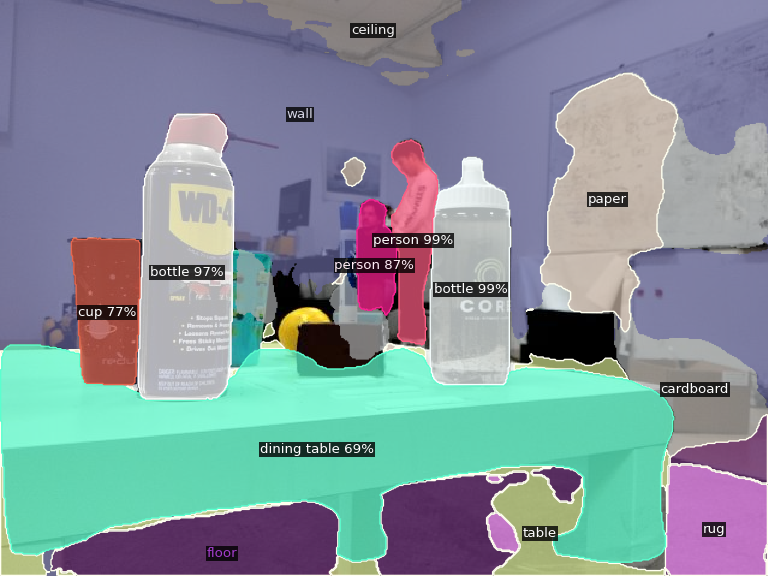 ceiling
wall
WD-4
paper
person 99%
person 87%
bottle 97%
bottle 99%
cup 77%
COR
cardboard
dining table 69%
table
rug
floor